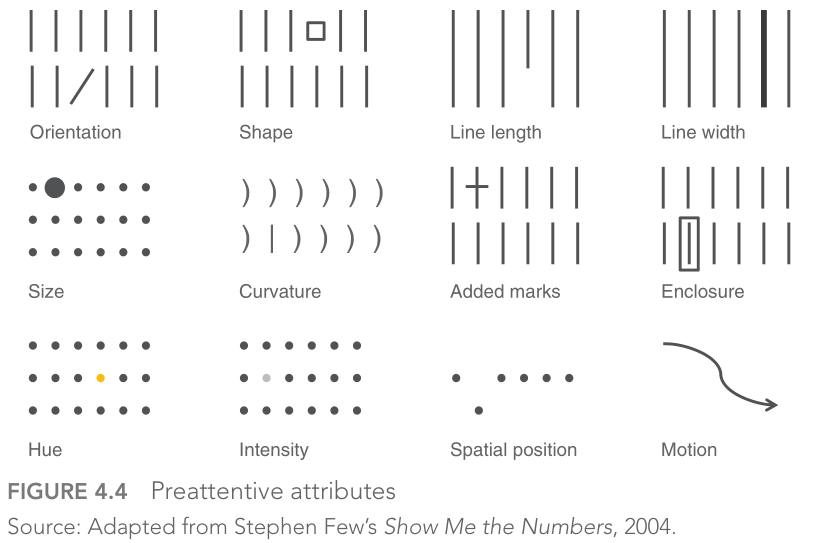 Orientation
Shape
Line length
Line width
Size
Curvature
Added marks
Enclosure
Hue
Intensity
Spatial position
Motion
FIGURE 4.4 Preattentive attributes
Source: Adapted from Stephen Few's Show Me the Numbers, 2004.